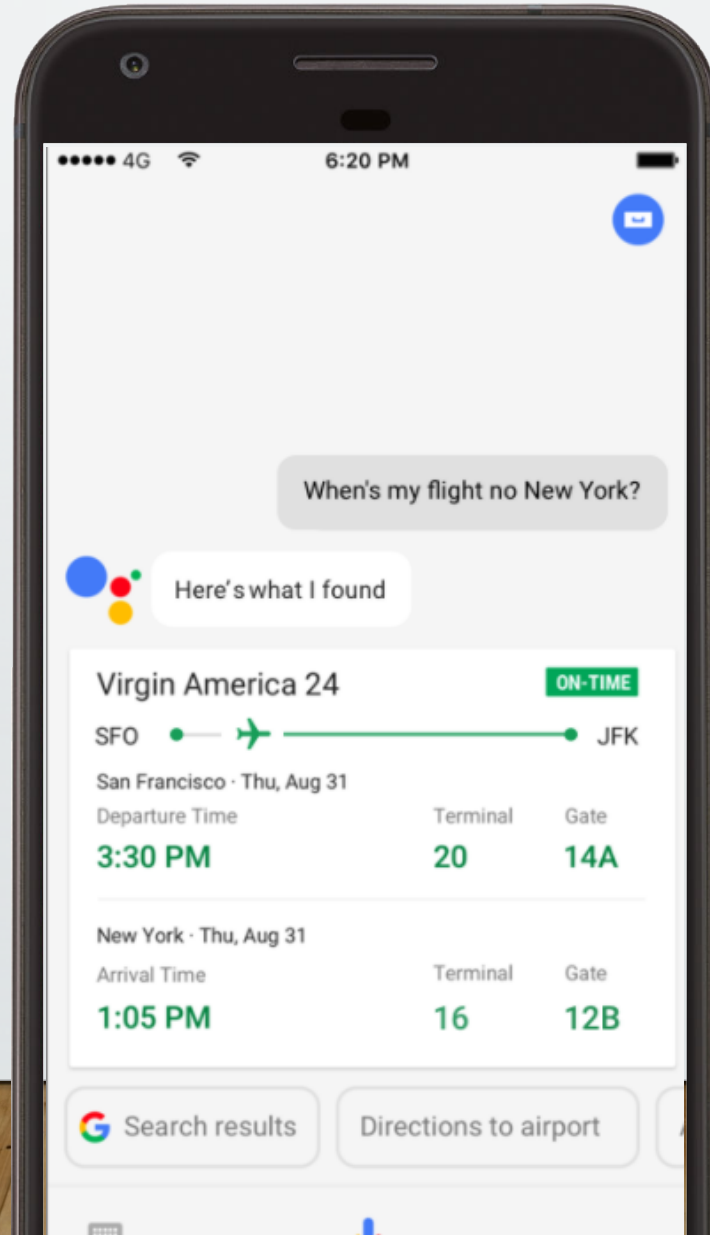 4G
6:20 PM
When's my flight no New York?
Here's what I found
Virgin America 24
ON-TIME
SFO
JFK
San Francisco · Thu, Aug 31
Departure Time
Terminal
Gate
3:30 PM
20
14A
New York · Thu, Aug 31
Arrival Time
Terminal
Gate
1:05 PM
16
12B
G Search results
Directions to airport